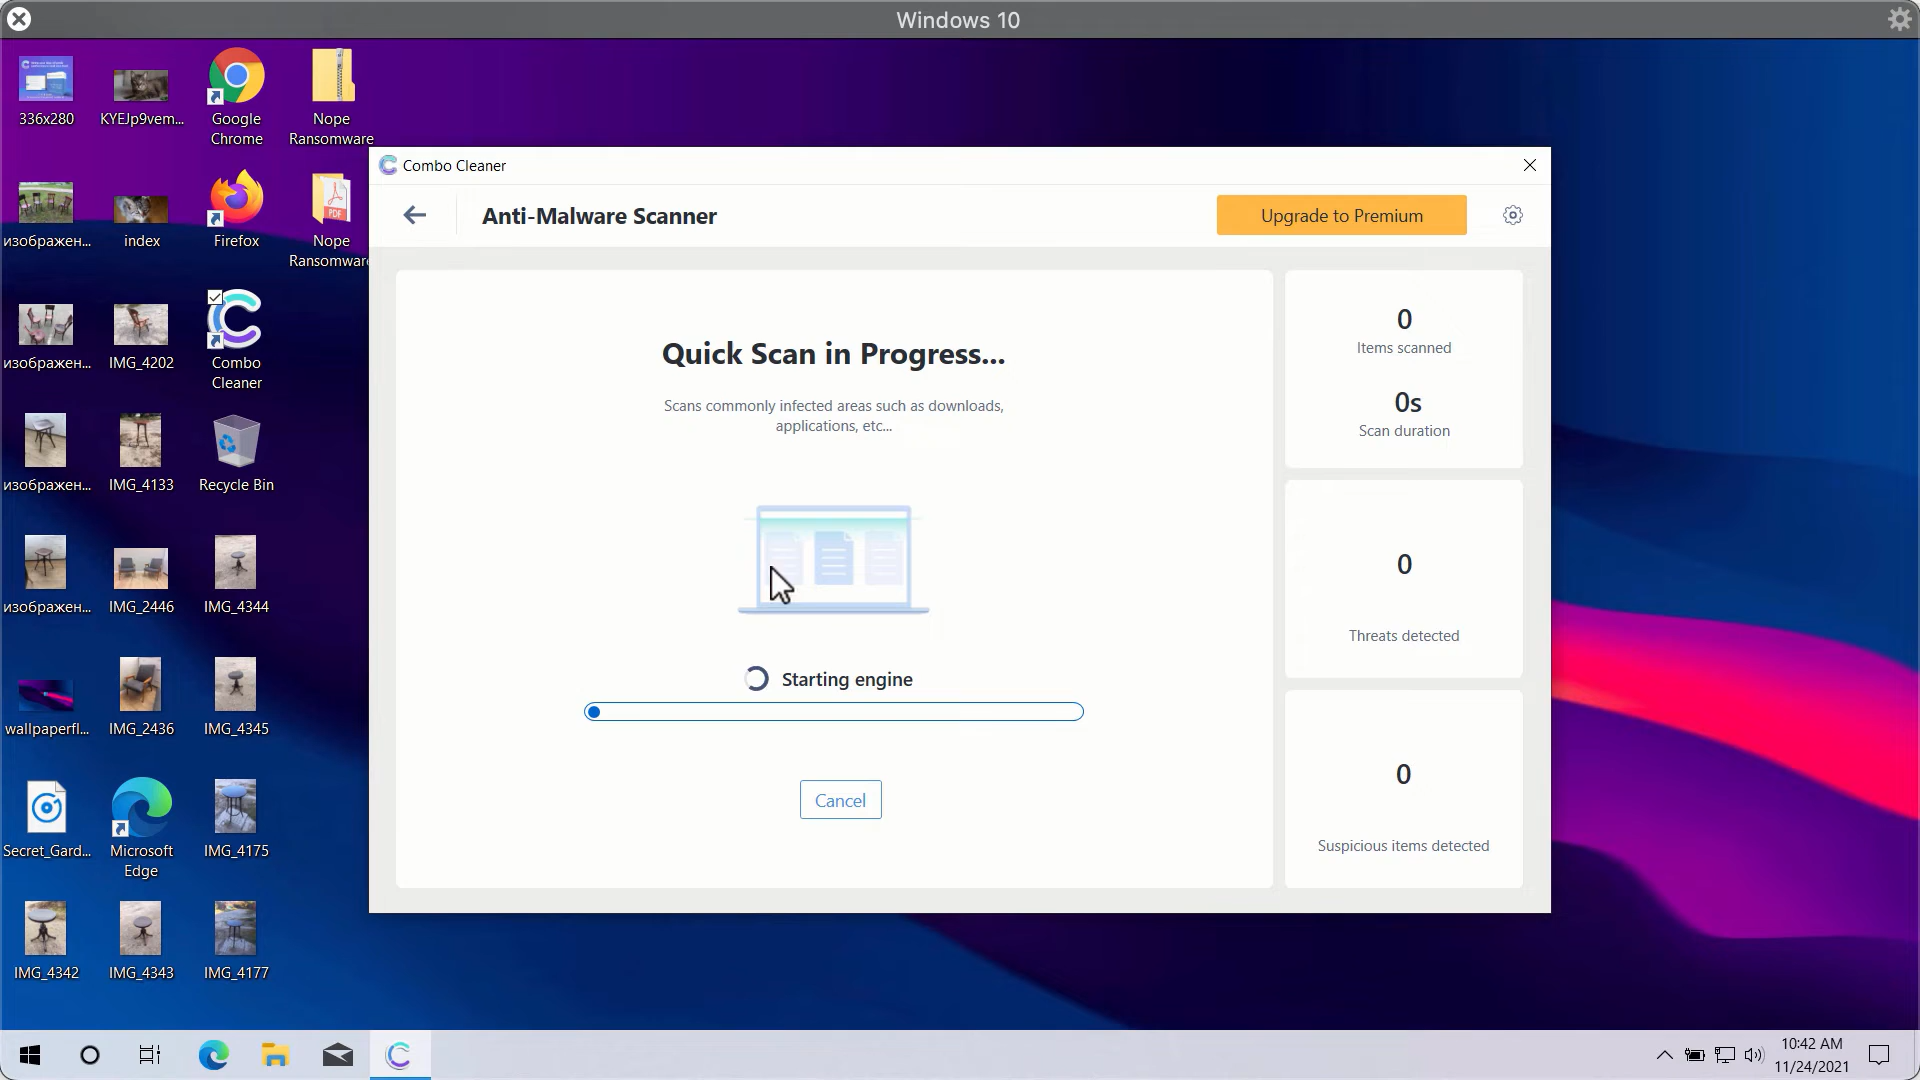 Windows 10
336x280
KYEJp9vem...
Google
Chrome
Nope
Ransomware
изображен...
index
Firefox
Nope
Ransomware
изображен...
IMG_4202
Combo
Cleaner
изображен...
IMG_4133
Recycle Bin
изображен...
IMG_2446
IMG_4344
wallpaperfl...
IMG_2436
IMG_4345
Secret_Gard...
Microsoft
Edge
IMG_4175
IMG_4342
IMG_4343
IMG_4177
Combo Cleaner
Anti-Malware Scanner
Upgrade to Premium
Quick Scan in Progress...
Scans commonly infected areas such as downloads,
applications, etc...
Starting engine
Cancel
0
Items scanned
0s
Scan duration
0
Threats detected
0
Suspicious items detected
PDF
10:42 AM
11/24/2021